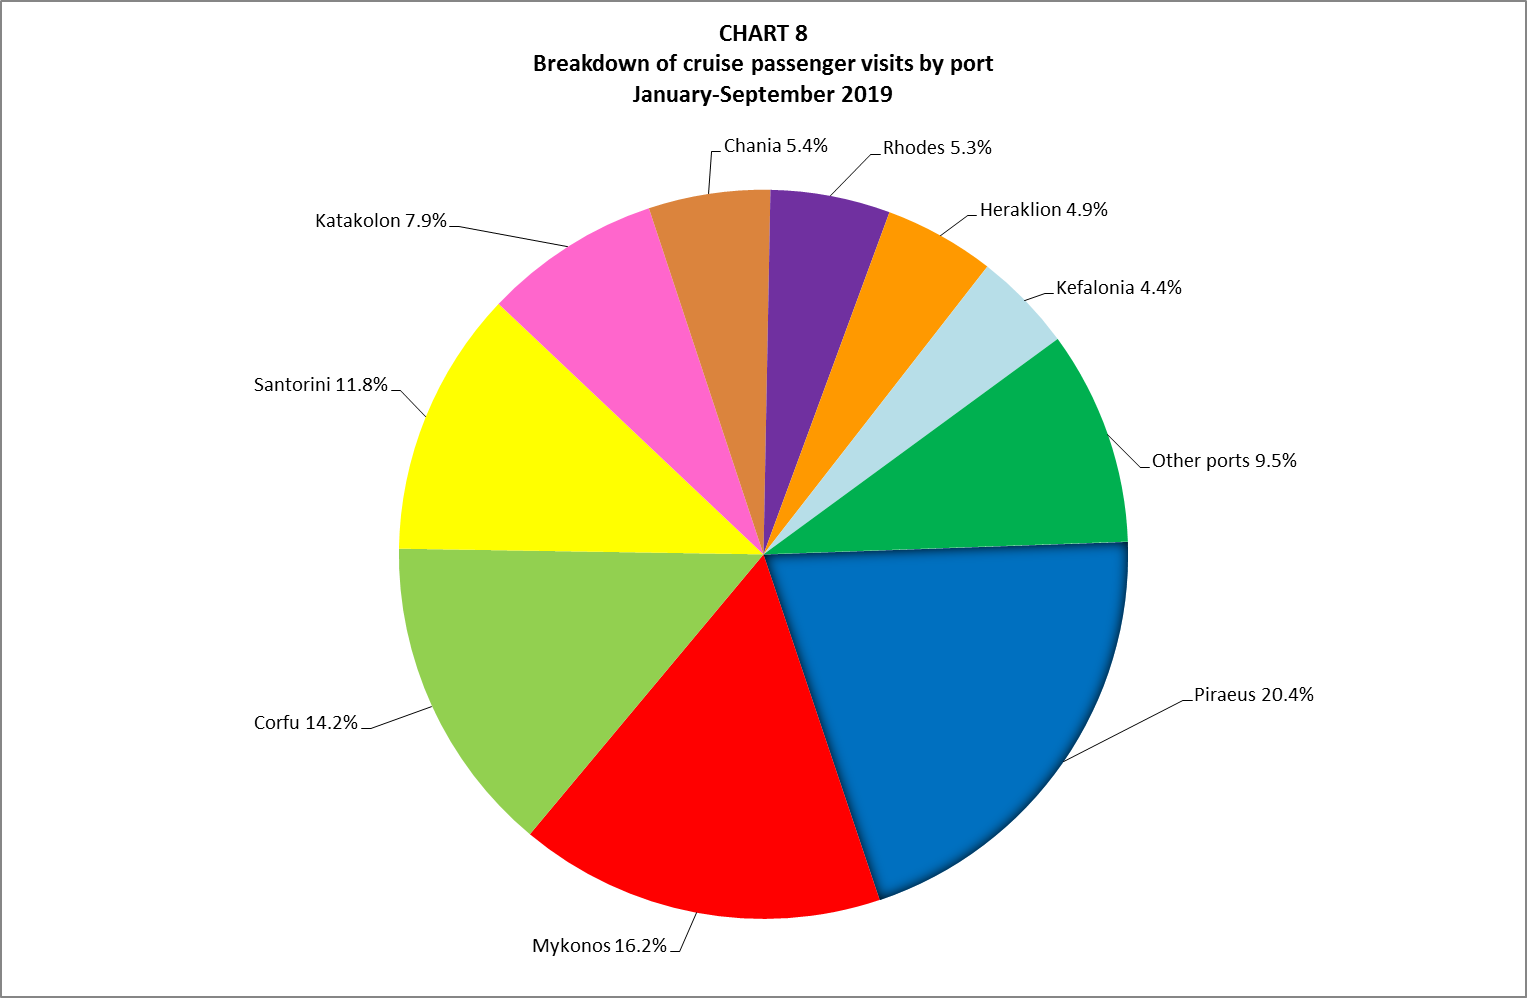 CHART 8
Breakdown of cruise passenger visits by port
January-September 2019
Chania 5.4%
Rhodes 5.3%
Katakolon 7.9%
Heraklion 4.9%
Kefalonia 4.4%
Santorini 11.8%
Other ports 9.5%
Piraeus 20.4%
Corfu 14.2%
Mykonos 16.2%